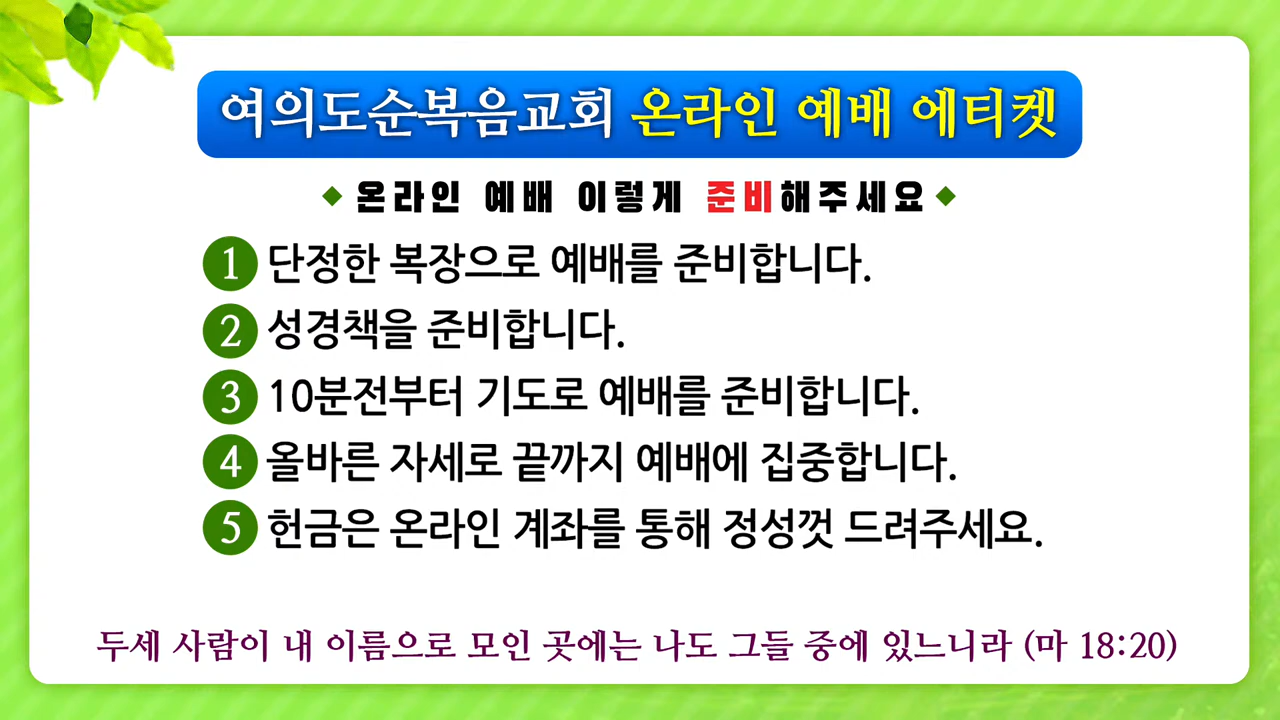 여의도순복음교회 온라인 예배 에티켓
◆ 온라인 예배 이렇게 준비해주세요 ◆
1 단정한 복장으로 예배를 준비합니다.
2 성경책을 준비합니다.
3 10분전부터 기도로 예배를 준비합니다.
4 올바른 자세로 끝까지 예배에 집중합니다.
5 헌금은 온라인 계좌를 통해 정성껏 드려주세요.
두세 사람이 내 이름으로 모인 곳에는 나도 그들 중에 있느니라 (마 18:20)